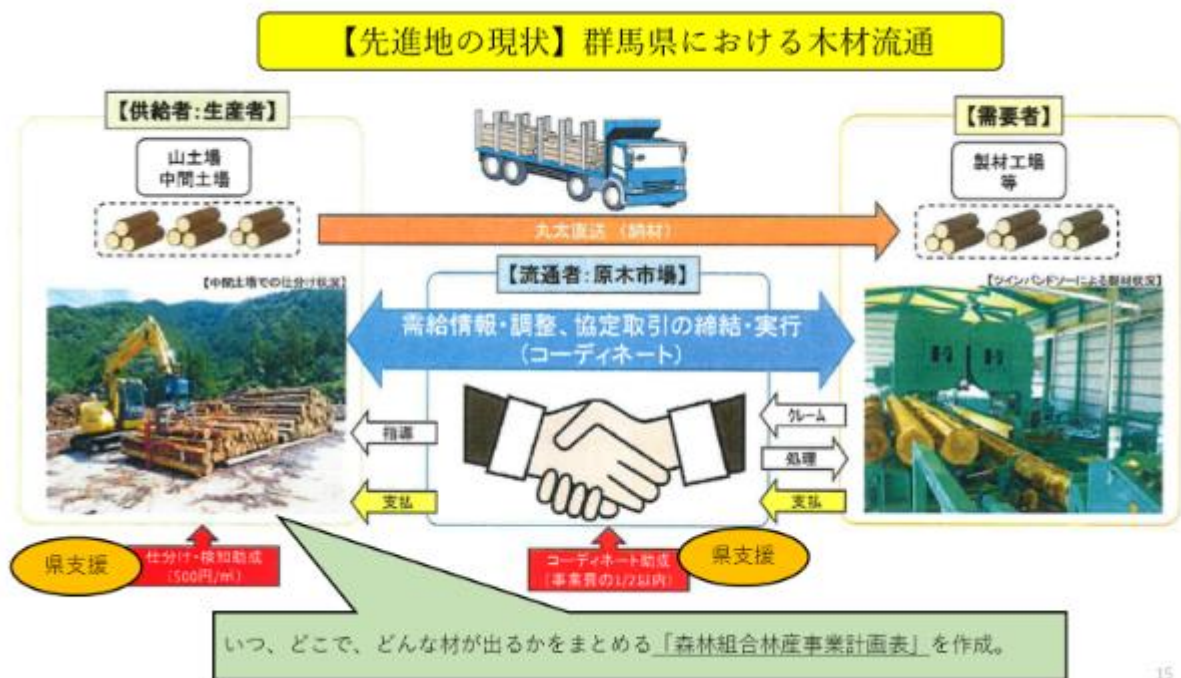 【先進地の現状】群馬県における木材流通
【供給者:生産者】
山土場
中間土場
【需要者】
製材工場
等
丸太直送（納材）
【中間土場での仕分け状況】
【流通者:原木市場】
【ツインバンドソーによる製材状況】
需給情報・調整、協定取引の締結・実行
（コーディネート）
指導
クレーム
処理
支払
支払
県支援
仕分け・検知助成
（500円/㎥）
コーディネート助成
（事業費の1/2以内）
県支援
いつ、どこで、どんな材が出るかをまとめる「森林組合林産事業計画表」を作成。
15